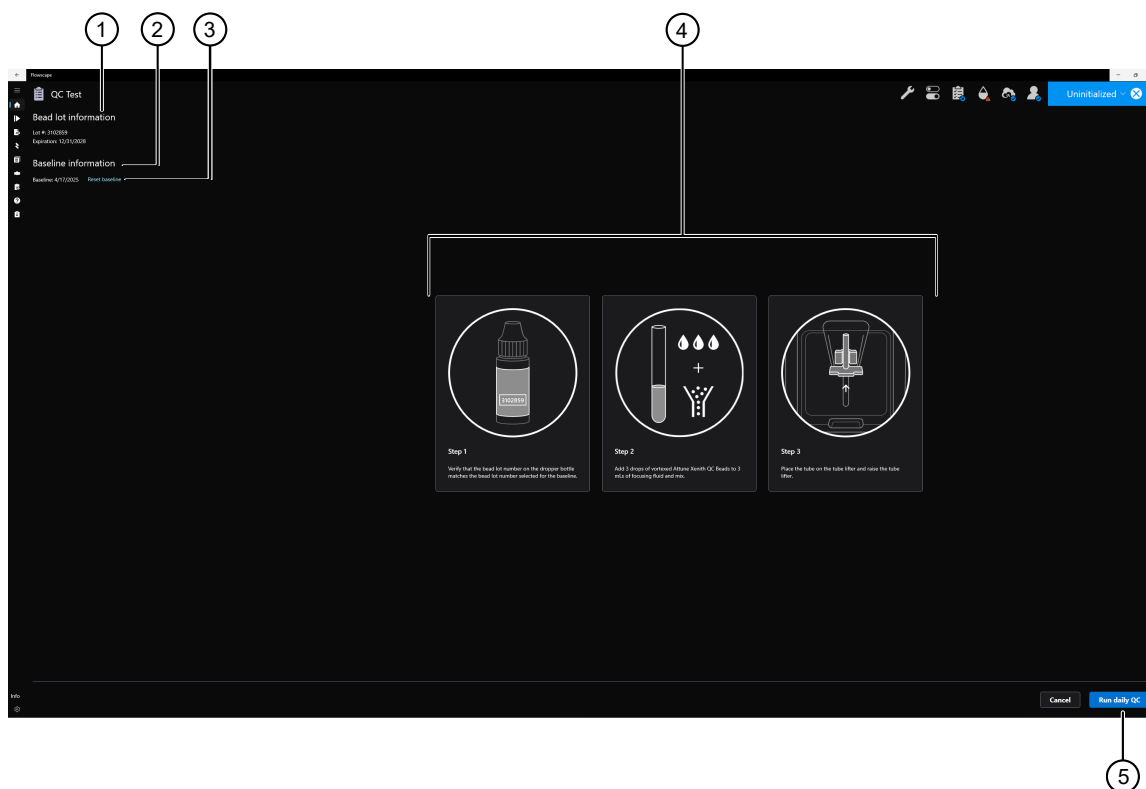 1
2
3
4
Flowscape
QC Test
Uninitialized
Bead lot information
Lot #: 3102859
Expiration: 12/31/2028
Baseline information
Baseline: 4/17/2025 Reset baseline
3102859
+
Step 1
Verify that the bead lot number on the dropper bottle
matches the bead lot number selected for the baseline.
Step 2
Add 3 drops of vortexed Attune Xenith QC Beads to 3
mLs of focusing fluid and mix.
Step 3
Place the tube on the tube lifter and raise the tube
lifter.
Info
Cancel
Run daily QC
5